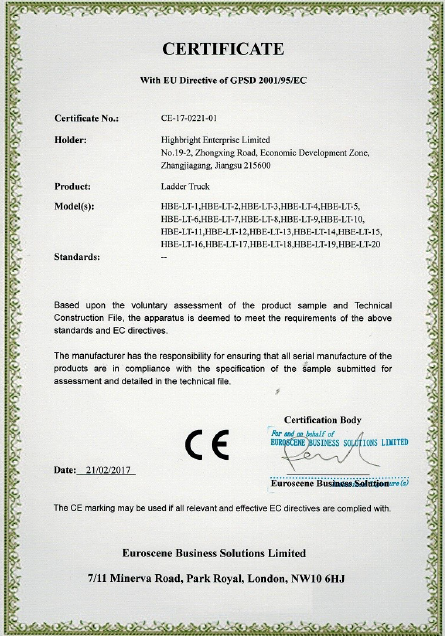 CERTIFICATE
With EU Directive of GPSD 2001/95/EC
Certificate No.: CE-17-0221-01
Holder: Highbright Enterprise Limited
No.19-2, Zhongxing Road, Economic Development Zone,
Zhangjiagang, Jiangsu 215600
Product: Ladder Truck
Model(s): HBE-LT-1,HBE-LT-2,HBE-LT-3,HBE-LT-4,HBE-LT-5,
HBE-LT-6,HBE-LT-7,HBE-LT-8,HBE-LT-9,HBE-LT-10,
HBE-LT-11,HBE-LT-12,HBE-LT-13,HBE-LT-14,HBE-LT-15,
HBE-LT-16,HBE-LT-17,HBE-LT-18,HBE-LT-19,HBE-LT-20
Standards: --
Based upon the voluntary assessment of the product sample and Technical
Construction File, the apparatus is deemed to meet the requirements of the above
standards and EC directives.
The manufacturer has the responsibility for ensuring that all serial manufacture of the
products are in compliance with the specification of the sample submitted for
assessment and detailed in the technical file.
Certification Body
For and on behalf of
EUROSCENE BUSINESS SOLUTIONS LIMITED
CE
Date: 21/02/2017
Euroscene Business Solution
The CE marking may be used if all relevant and effective EC directives are complied with.
Euroscene Business Solutions Limited
7/11 Minerva Road, Park Royal, London, NW10 6HJ